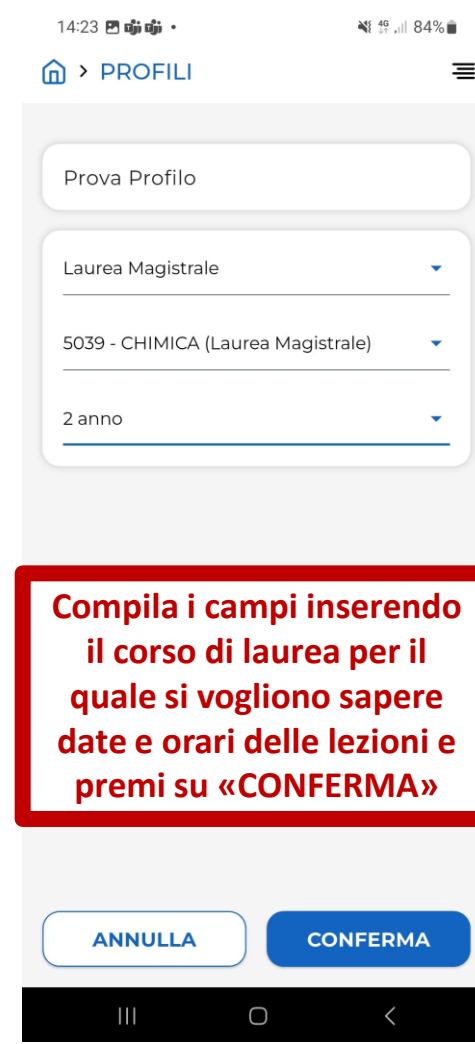 14:23
4G 84%
> PROFILI
Prova Profilo
Laurea Magistrale
5039 - CHIMICA (Laurea Magistrale)
2 anno
Compila i campi inserendo
il corso di laurea per il
quale si vogliono sapere
date e orari delle lezioni e
premi su «CONFERMA»
ANNULLA
CONFERMA